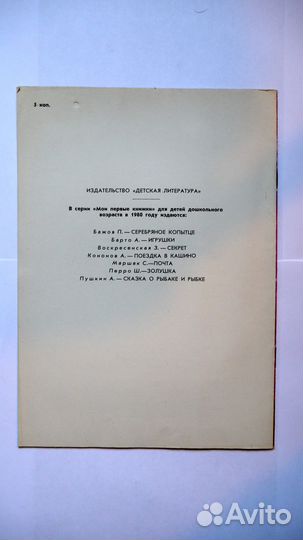 5 коп.
ИЗДАТЕЛЬСТВО «ДЕТСКАЯ ЛИТЕРАТУРА»
В серии «Мои первые книжки» для детей дошкольного
возраста в 1980 году издаются:
Бажов П. — СЕРЕБРЯНОЕ КОПЫТЦЕ
Барто А. — ИГРУШКИ
Воскресенская З. — СЕКРЕТ
Кононов А. — ПОЕЗДКА В КАШИНО
Маршак С.—ПОЧТА
Перро Ш.—ЗОЛУШКА
Пушкин А.— СКАЗКА О РЫБАКЕ И РЫБКЕ
Avito